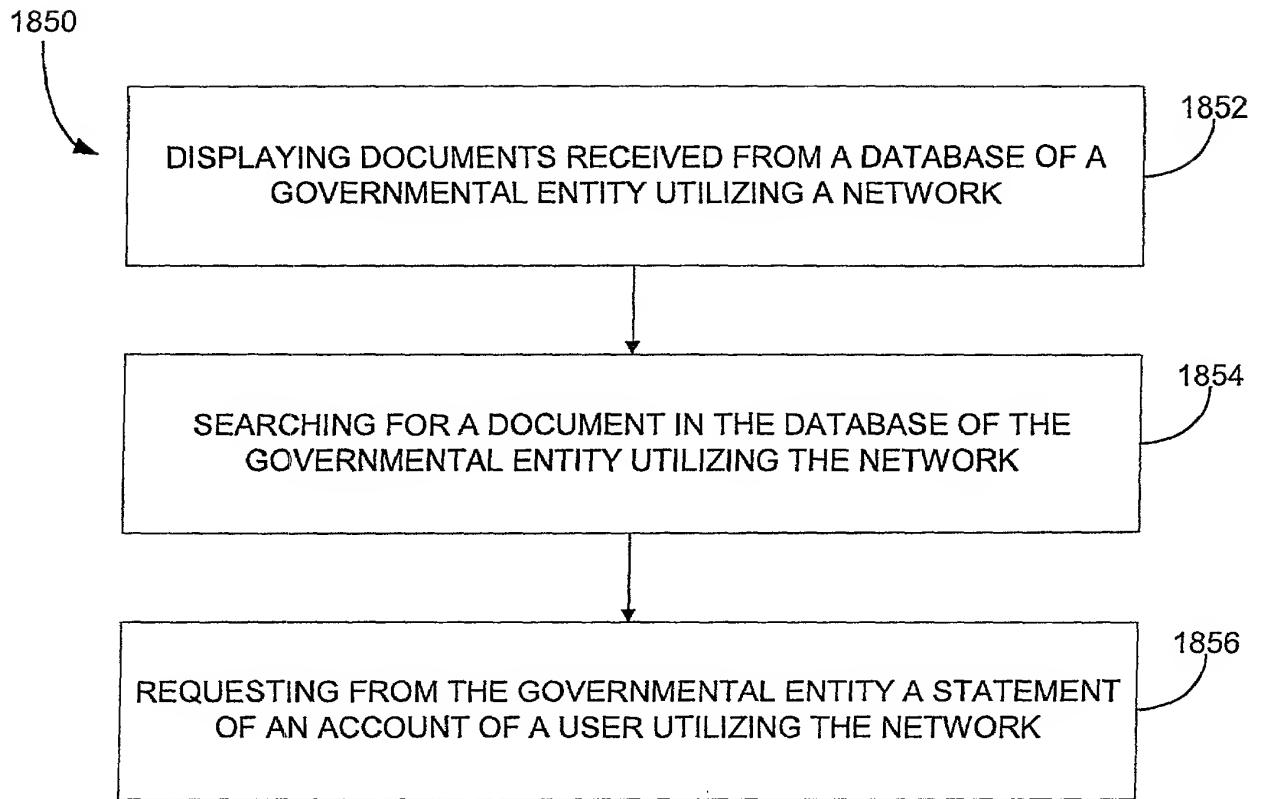 1850
1852
DISPLAYING DOCUMENTS RECEIVED FROM A DATABASE OF A
GOVERNMENTAL ENTITY UTILIZING A NETWORK
1854
SEARCHING FOR A DOCUMENT IN THE DATABASE OF THE
GOVERNMENTAL ENTITY UTILIZING THE NETWORK
1856
REQUESTING FROM THE GOVERNMENTAL ENTITY A STATEMENT
OF AN ACCOUNT OF A USER UTILIZING THE NETWORK